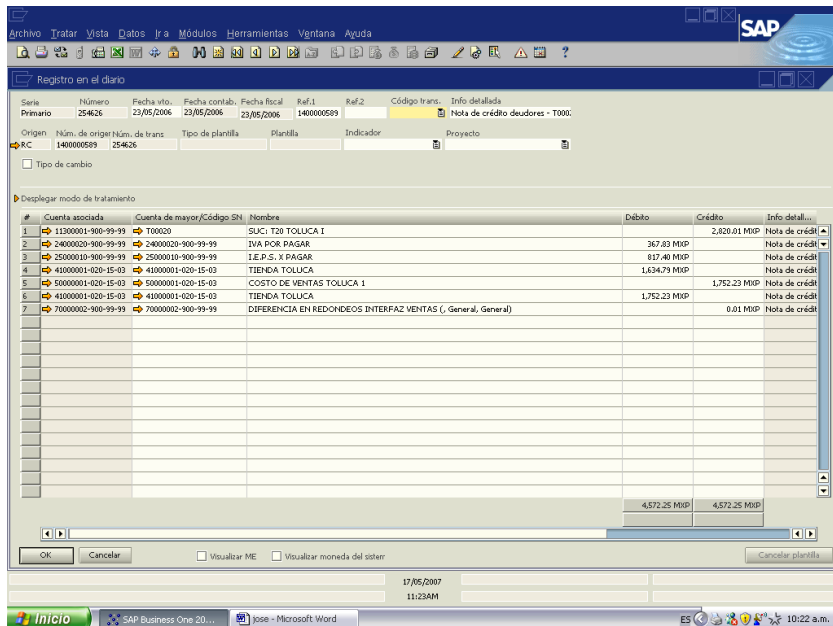 Archivo Tratar Vista Datos Ir a Módulos Herramientas Ventana Ayuda
SAP
Registro en el diario
Serie Número Fecha vto. Fecha contab. Fecha fiscal Ref.1 Ref.2 Código trans. Info detallada
Primario 254626 23/05/2006 23/05/2006 23/05/2006 1400000589 Nota de crédito deudores - T0002
Origen Núm. de origer Núm. de trans Tipo de plantilla Plantilla Indicador Proyecto
RC 1400000589 254626
Tipo de cambio
Desplegar modo de tratamiento
# Cuenta asociada Cuenta de mayor/Código SN Nombre Débito Crédito Info detall...
1 11300001-900-99-99 T00020 SUC: T20 TOLUCA I 2,820.01 MXP Nota de crédit
2 24000020-900-99-99 24000020-900-99-99 IVA POR PAGAR 367.83 MXP Nota de crédit
3 25000010-900-99-99 25000010-900-99-99 I.E.P.S. X PAGAR 817.40 MXP Nota de crédit
4 41000001-020-15-03 41000001-020-15-03 TIENDA TOLUCA 1,634.79 MXP Nota de crédit
5 50000001-020-15-03 50000001-020-15-03 COSTO DE VENTAS TOLUCA 1 1,752.23 MXP Nota de crédit
6 41000001-020-15-03 41000001-020-15-03 TIENDA TOLUCA 1,752.23 MXP Nota de crédit
7 70000002-900-99-99 70000002-900-99-99 DIFERENCIA EN REDONDEOS INTERFAZ VENTAS (, General, General) 0.01 MXP Nota de crédit
4,572.25 MXP 4,572.25 MXP
OK Cancelar Visualizar ME Visualizar moneda del sisterr Cancelar plantilla
17/05/2007
11:23AM
Inicio SAP Business One 20... jose - Microsoft Word ES 10:22 a.m.